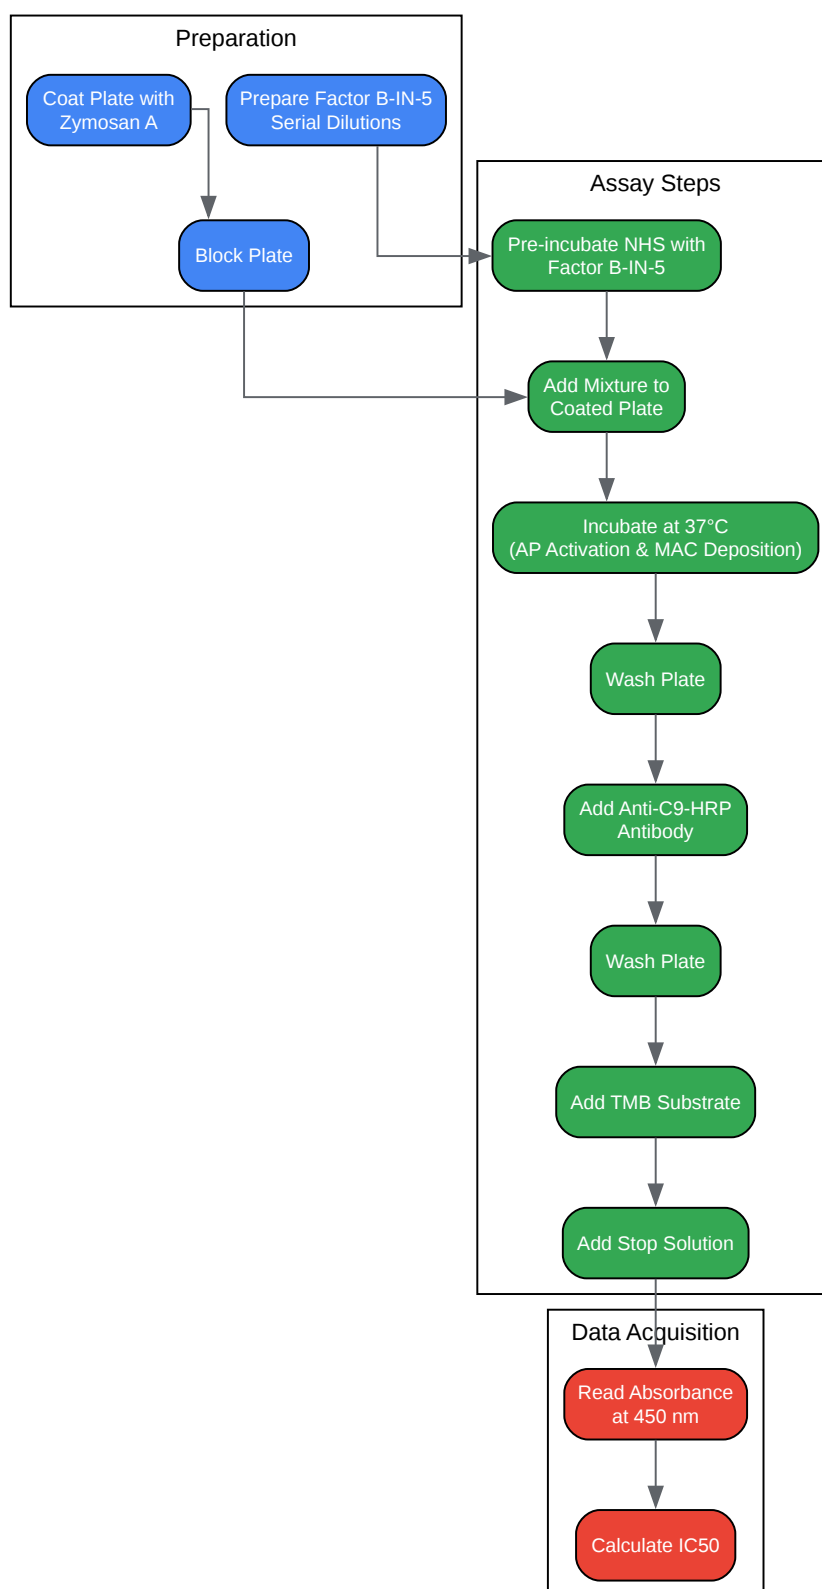 Preparation
Coat Plate with
Zymosan A
Prepare Factor B-IN-5
Serial Dilutions
Block Plate
Assay Steps
Pre-incubate NHS with
Factor B-IN-5
Add Mixture to
Coated Plate
Incubate at 37°C
(AP Activation & MAC Deposition)
Wash Plate
Add Anti-C9-HRP
Antibody
Wash Plate
Add TMB Substrate
Add Stop Solution
Data Acquisition
Read Absorbance
at 450 nm
Calculate IC50